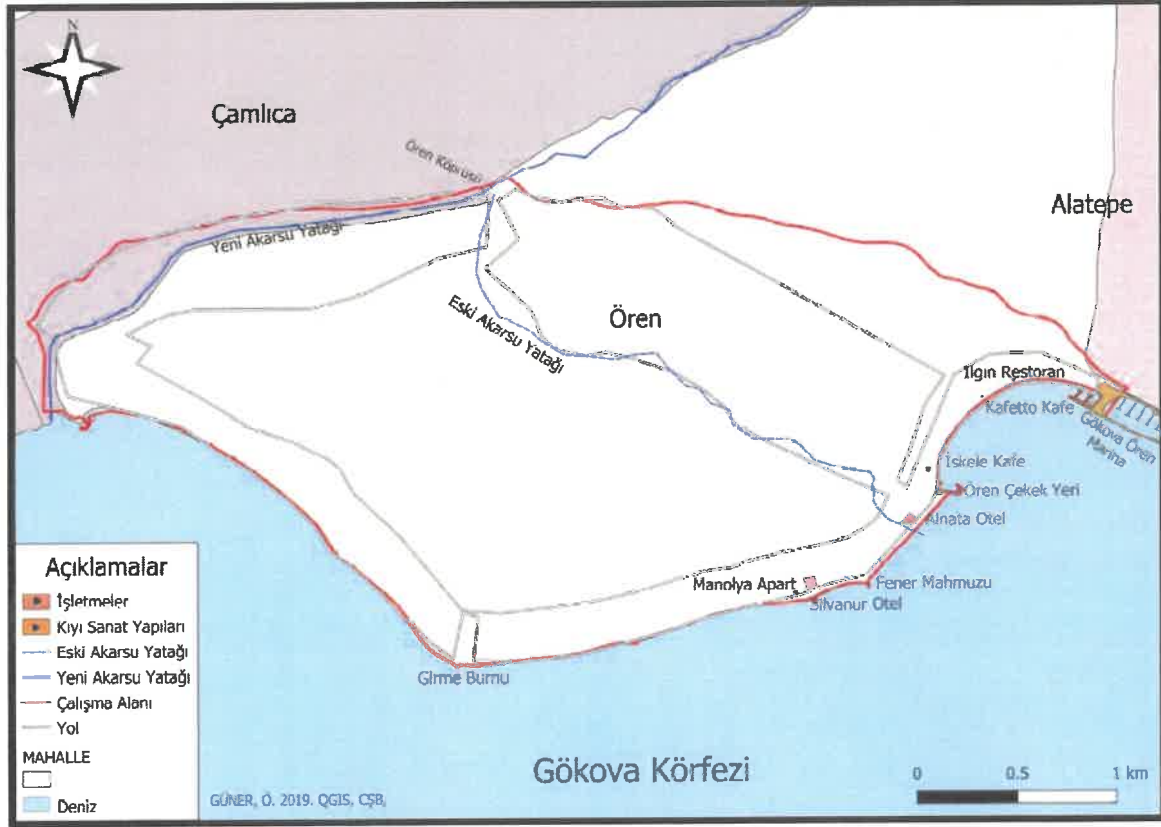 N
Çamlıca
Ören Köprüsü
Alatepe
Yeni Akarsu Yatağı
Eski Akarsu Yatağı
Ören
Ilgın Restoran
Kafetto Kafe
Gökova Ören
Marina
İskele Kafe
Ören Çekek Yeri
Alnata Otel
Manolya Apart
Fener Mahmuzu
Silvanur Otel
Girme Burnu
Açıklamalar
İşletmeler
Kıyı Sanat Yapıları
Eski Akarsu Yatağı
Yeni Akarsu Yatağı
Çalışma Alanı
Yol
MAHALLE
Deniz
Gökova Körfezi
GÜNER, Ö. 2019. QGIS, CŞB,
0 0.5 1 km